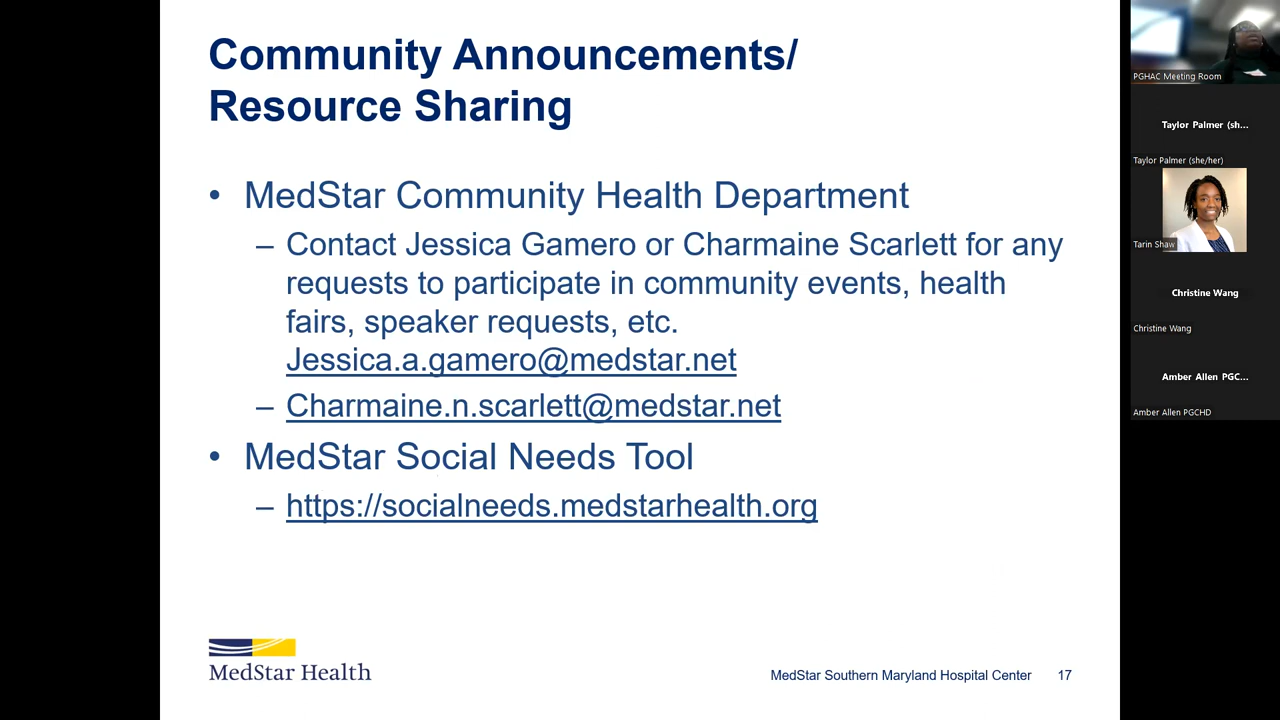 Community Announcements/
Resource Sharing
• MedStar Community Health Department
– Contact Jessica Gamero or Charmaine Scarlett for any
requests to participate in community events, health
fairs, speaker requests, etc.
Jessica.a.gamero@medstar.net
– Charmaine.n.scarlett@medstar.net
• MedStar Social Needs Tool
– https://socialneeds.medstarhealth.org
MedStar Health
MedStar Southern Maryland Hospital Center 17
PGHAC Meeting Room
Taylor Palmer (sh...
Taylor Palmer (she/her)
Tarin Shaw
Christine Wang
Christine Wang
Amber Allen PGC...
Amber Allen PGCHD